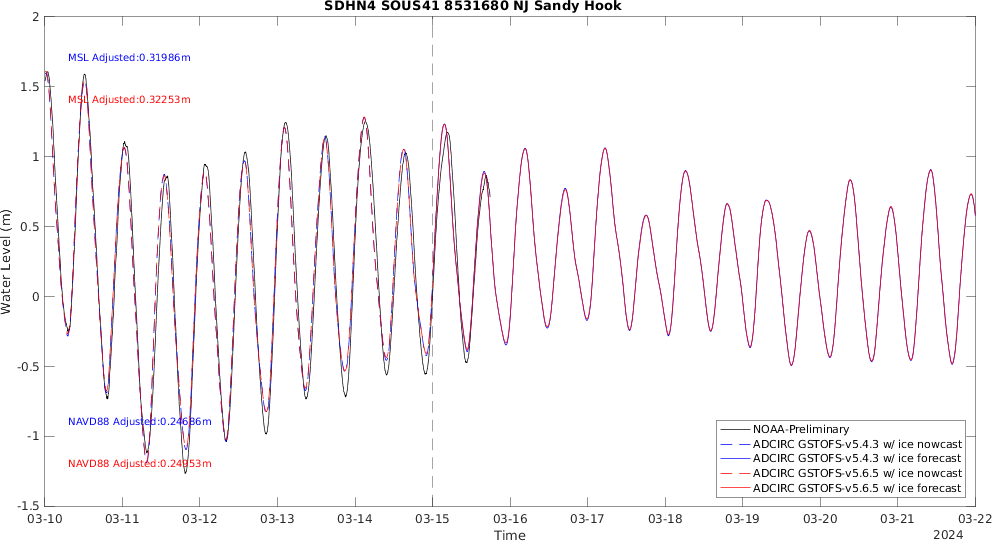 SDHN4 SOUS41 8531680 NJ Sandy Hook
2
1.5
1
0.5
0
-0.5
-1
-1.5
Water Level (m)
MSL Adjusted:0.31986m
MSL Adjusted:0.32253m
NAVD88 Adjusted:0.24686m
NAVD88 Adjusted:0.24953m
NOAA-Preliminary
ADCIRC GSTOFS-v5.4.3 w/ ice nowcast
ADCIRC GSTOFS-v5.4.3 w/ ice forecast
ADCIRC GSTOFS-v5.6.5 w/ ice nowcast
ADCIRC GSTOFS-v5.6.5 w/ ice forecast
03-10 03-11 03-12 03-13 03-14 03-15 03-16 03-17 03-18 03-19 03-20 03-21 03-22
Time
2024